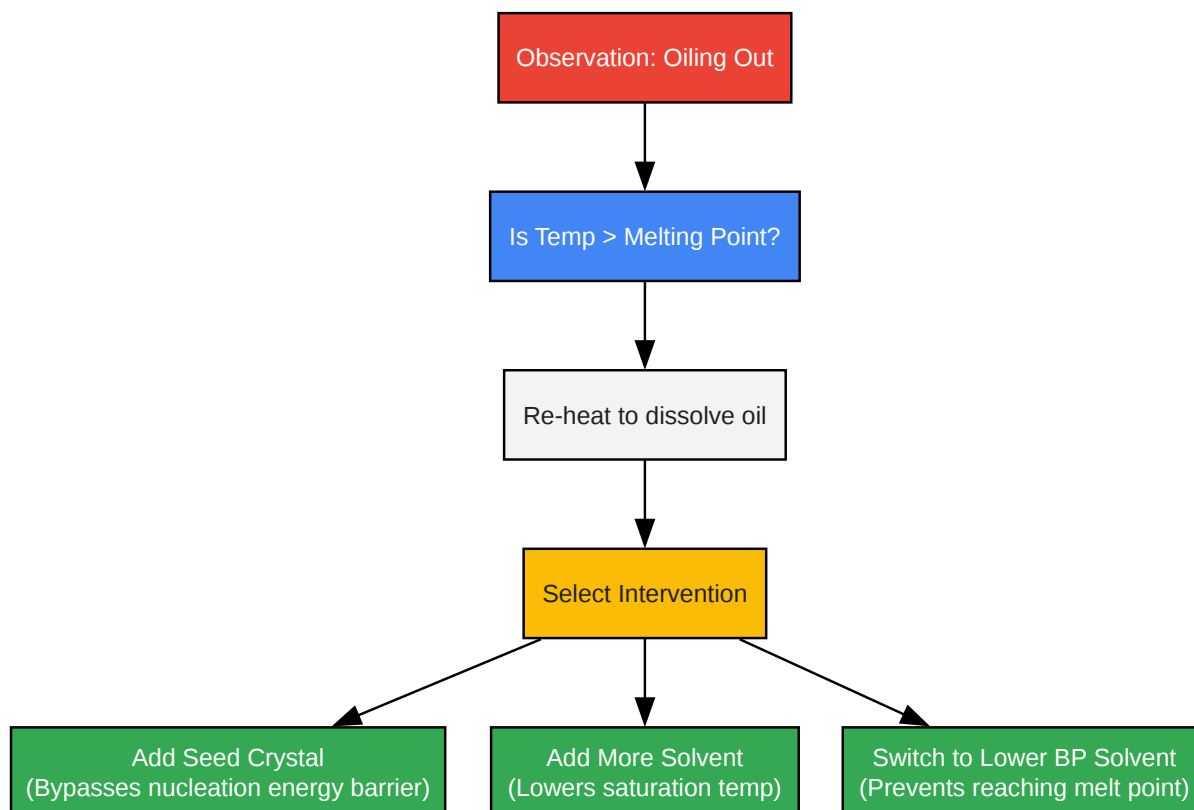 Observation: Oiling Out
Is Temp > Melting Point?
Re-heat to dissolve oil
Select Intervention
Add Seed Crystal
(Bypasses nucleation energy barrier)
Add More Solvent
(Lowers saturation temp)
Switch to Lower BP Solvent
(Prevents reaching melt point)